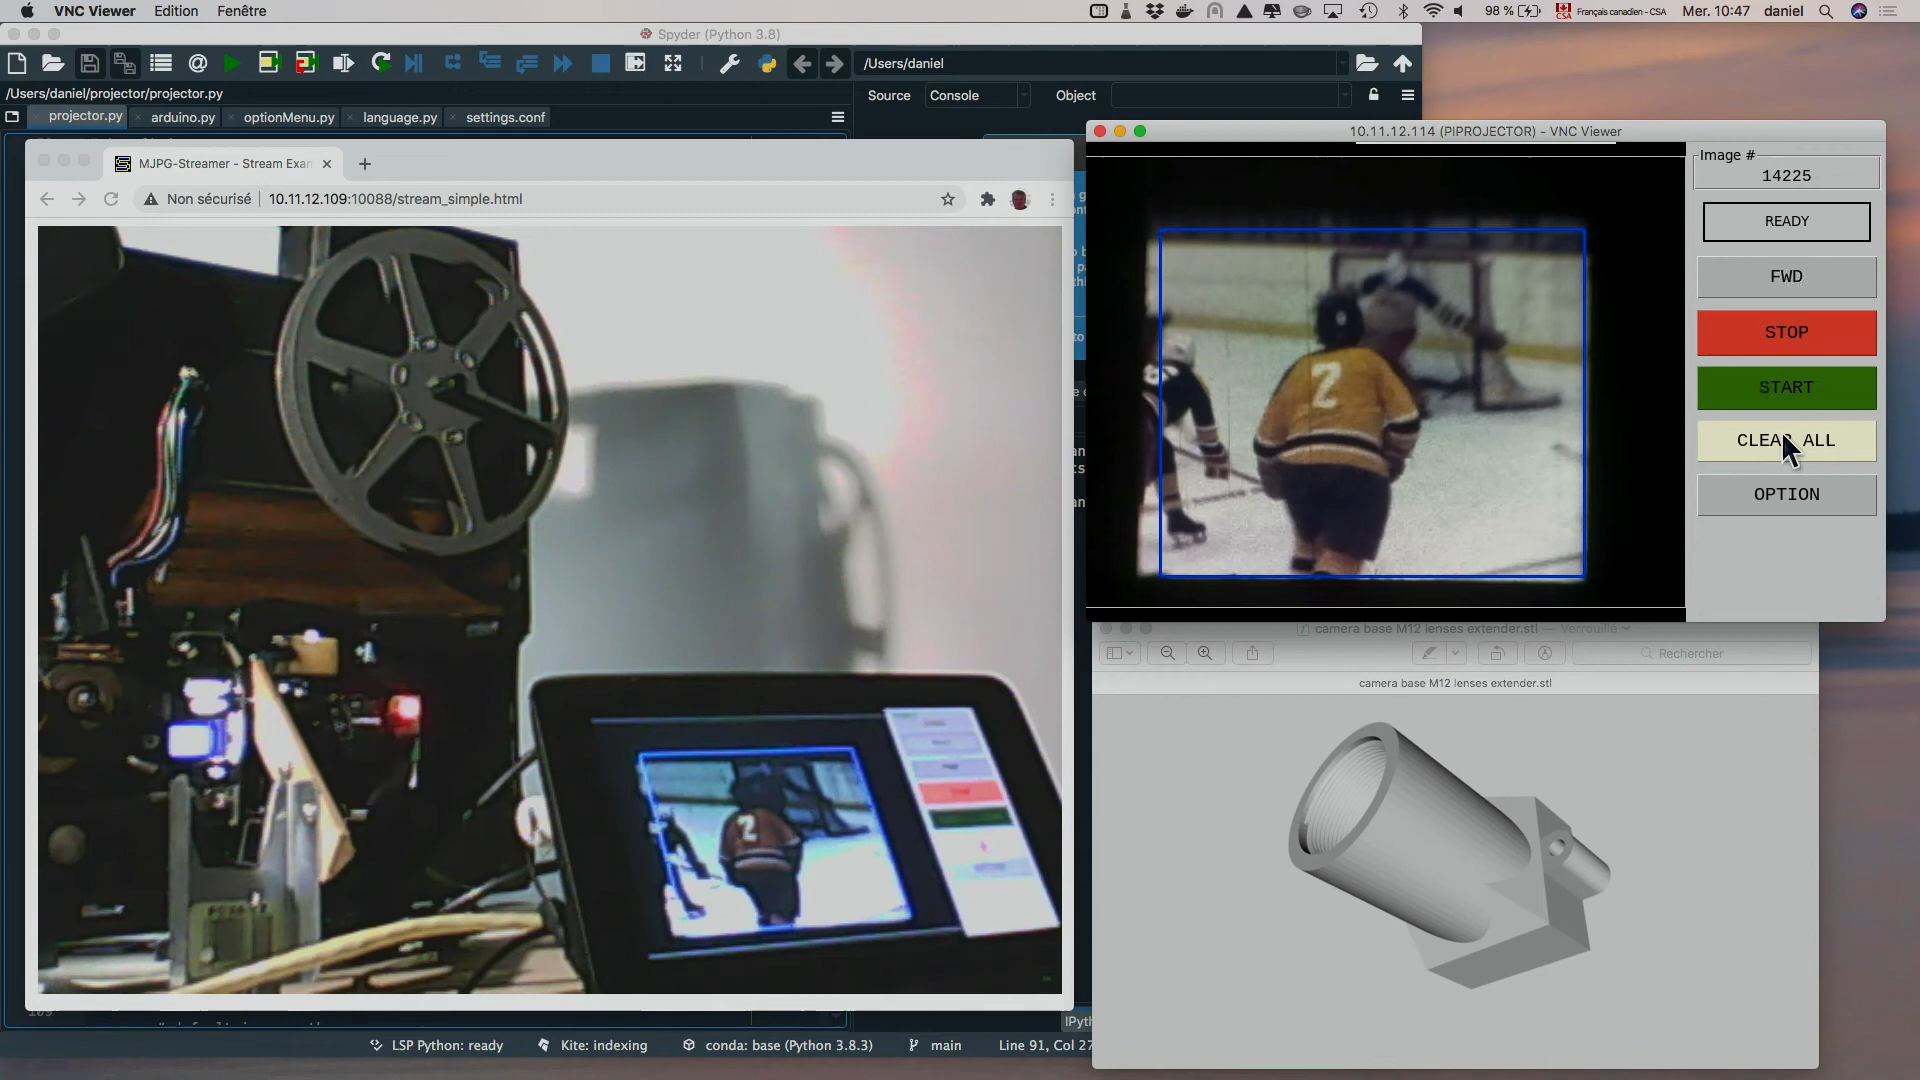 VNC Viewer Edition Fenêtre
98 % Français canadien - CSA Mer. 10:47 daniel
Spyder (Python 3.8)
/Users/daniel
/Users/daniel/projector/projector.py
Source Console Object
projector.py arduino.py optionMenu.py language.py settings.conf
MJPG-Streamer - Stream Exam
Non sécurisé 10.11.12.109:10088/stream_simple.html
10.11.12.114 (PIPROJECTOR) - VNC Viewer
Image #
14225
READY
FWD
STOP
START
CLEAR ALL
OPTION
2
2
camera base M12 lenses extender.stl — Verrouillé
Rechercher
camera base M12 lenses extender.stl
LSP Python: ready Kite: indexing conda: base (Python 3.8.3) main Line 91, Col 27
IPyth